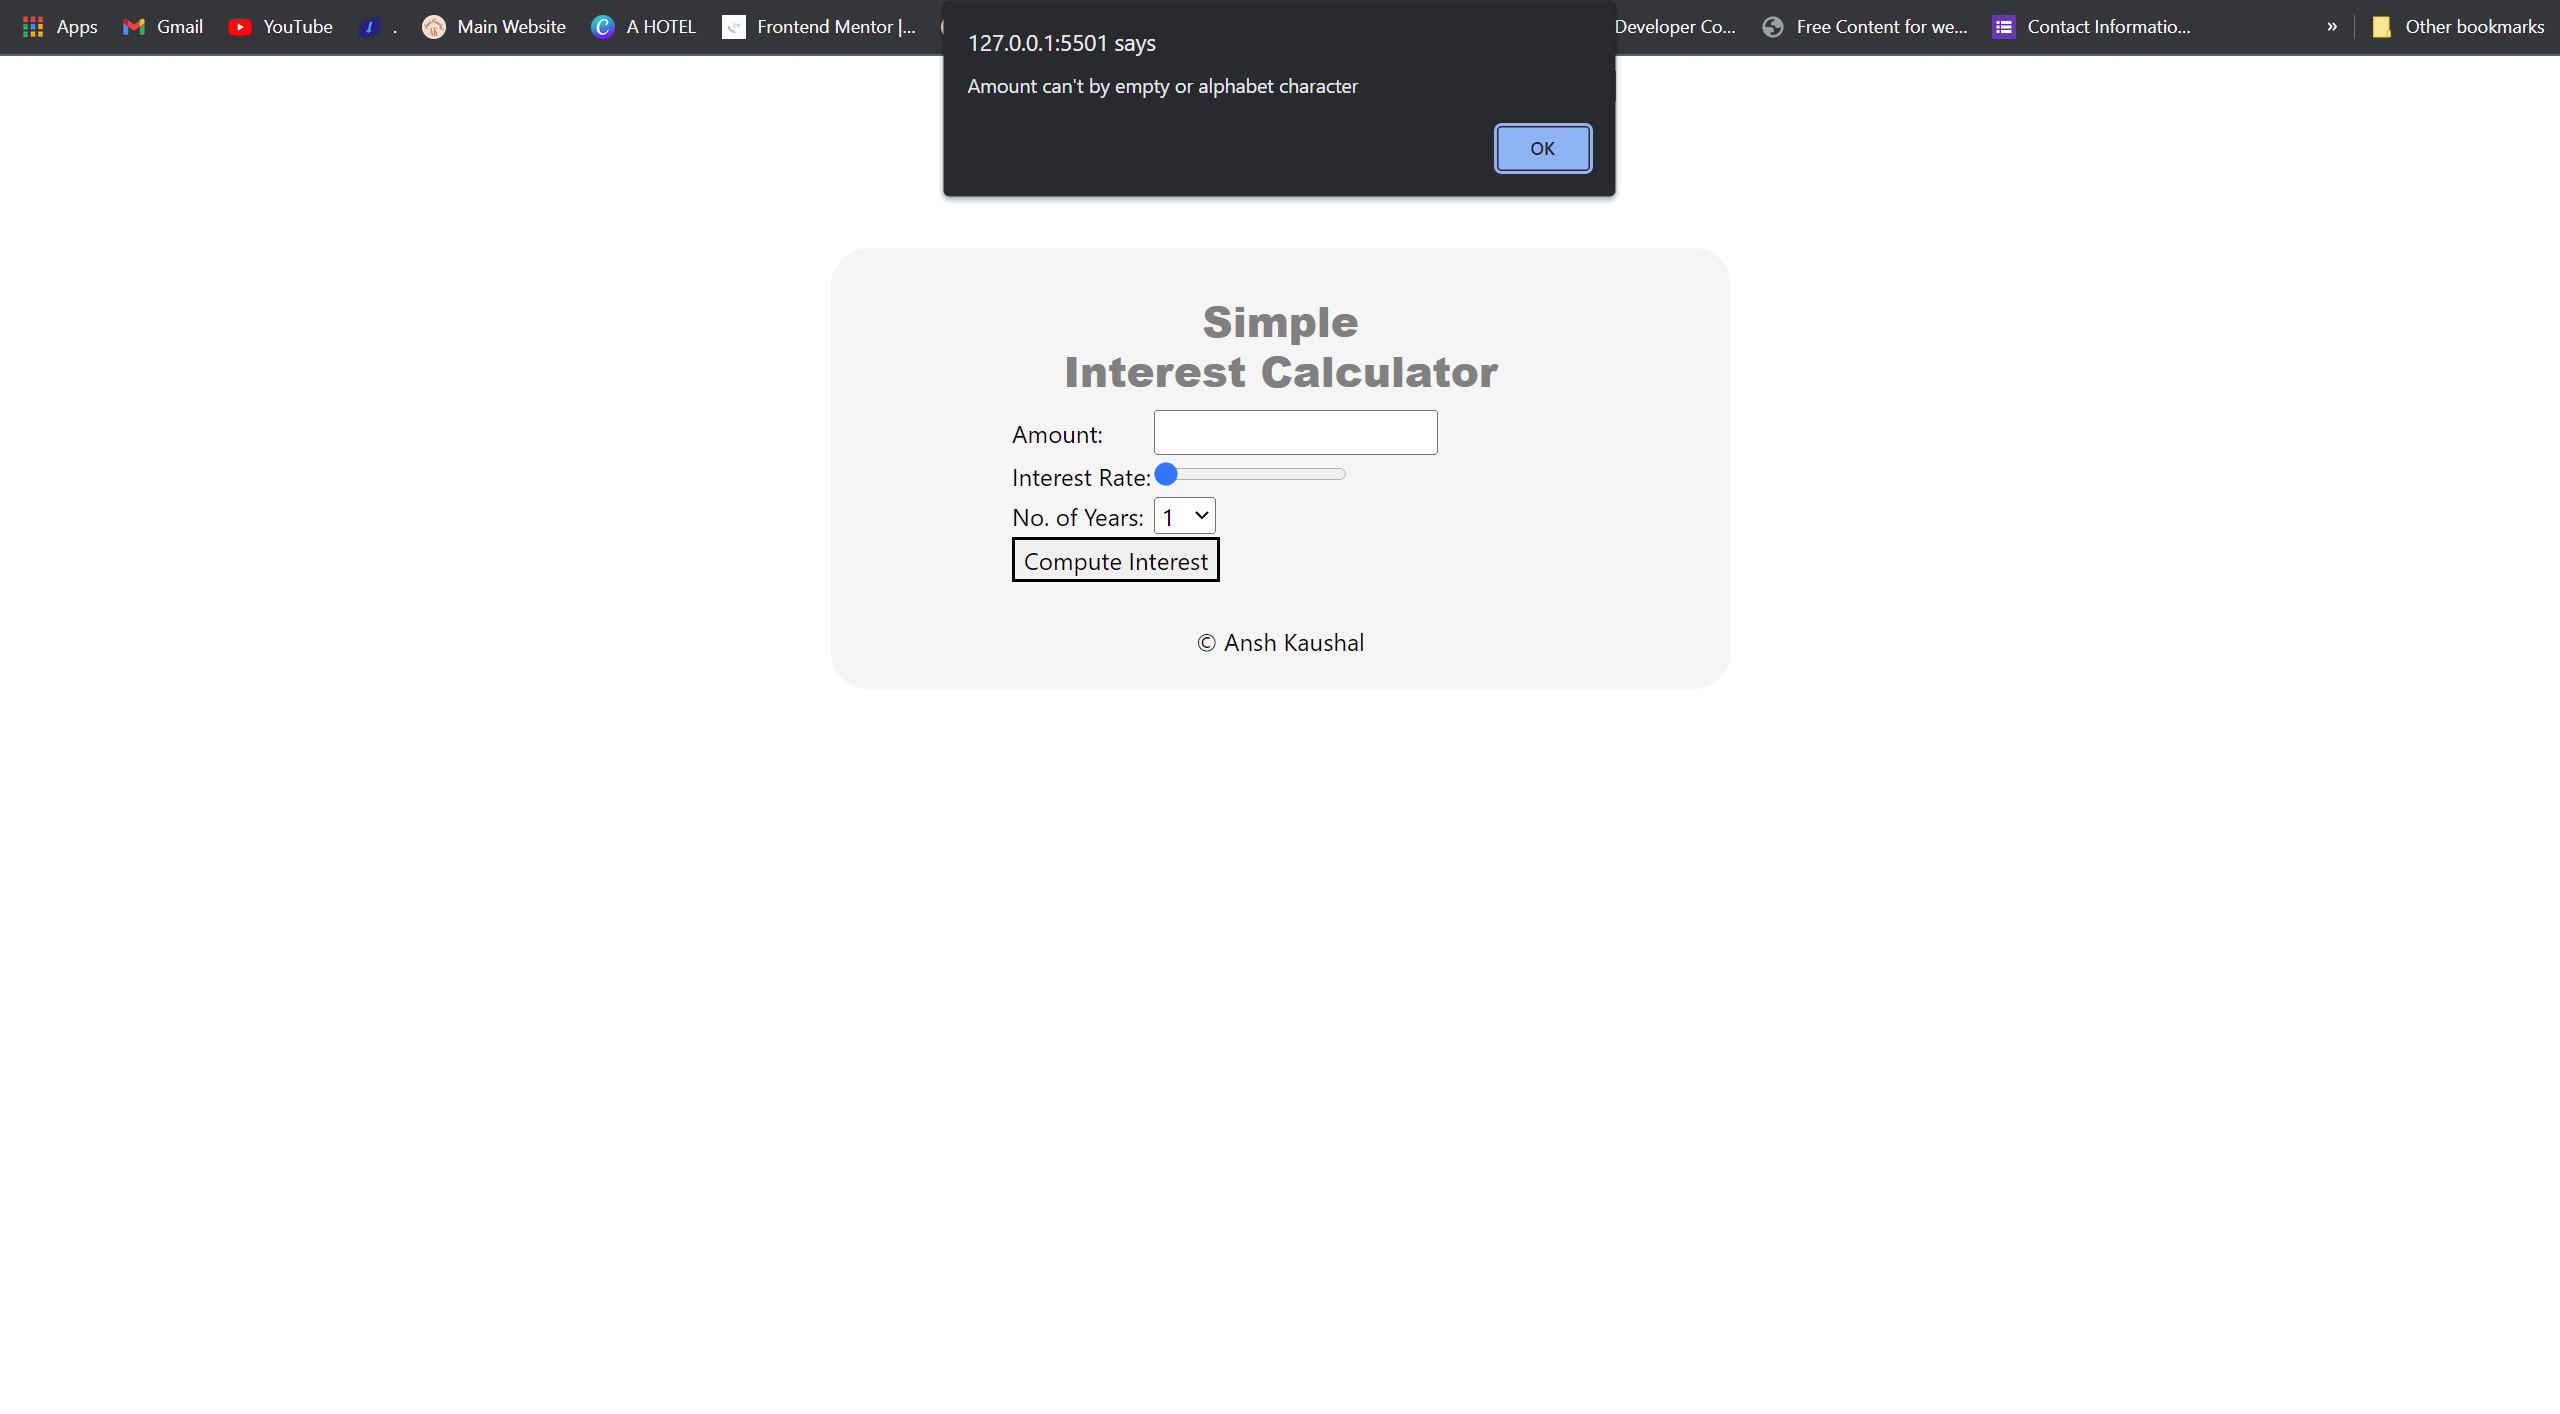 Apps Gmail YouTube . Main Website A HOTEL Frontend Mentor |... Developer Co... Free Content for we... Contact Informatio... » Other bookmarks
127.0.0.1:5501 says
Amount can't by empty or alphabet character
OK
Simple
Interest Calculator
Amount:
Interest Rate:
No. of Years: 1
Compute Interest
© Ansh Kaushal